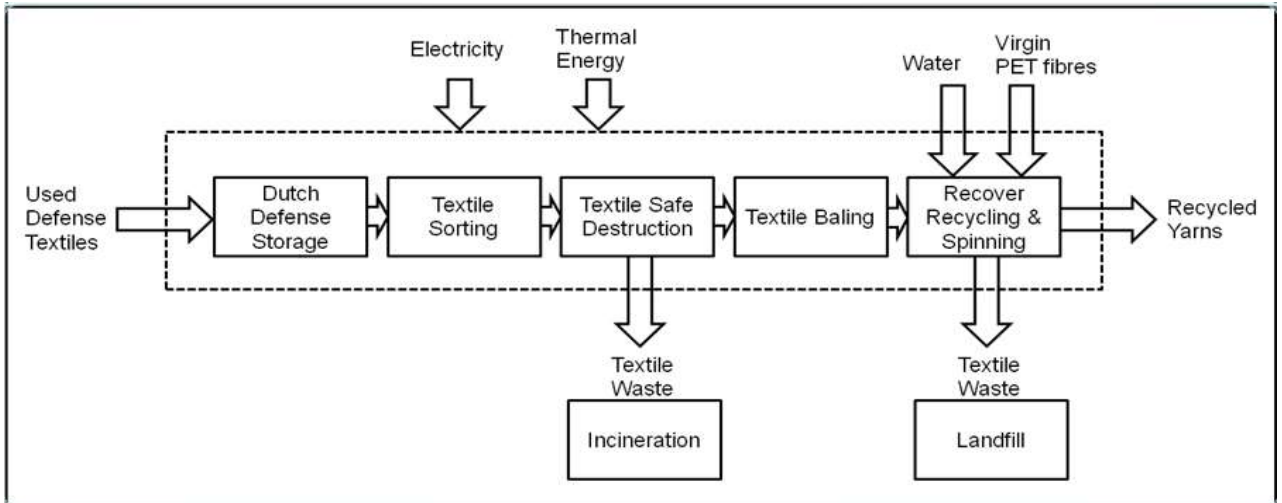 Electricity
Thermal
Energy
Water
Virgin
PET fibres
Used
Defense
Textiles
Dutch
Defense
Storage
Textile
Sorting
Textile Safe
Destruction
Textile Baling
Recover
Recycling &
Spinning
Recycled
Yarns
Textile
Waste
Incineration
Textile
Waste
Landfill